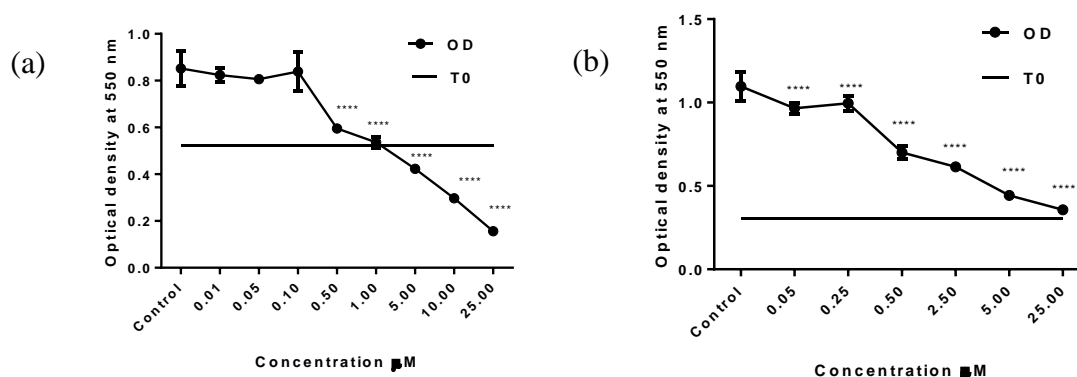 (a)
Optical density at 550 nm
1.0
0.8
0.6
0.4
0.2
0.0
OD
T0
****
****
****
****
****
Control
0.01
0.05
0.10
0.50
1.00
5.00
10.00
25.00
Concentration µM
(b)
Optical density at 550 nm
1.5
1.0
0.5
0.0
OD
T0
****
****
****
****
****
****
Control
0.05
0.25
0.50
2.50
5.00
25.00
Concentration µM